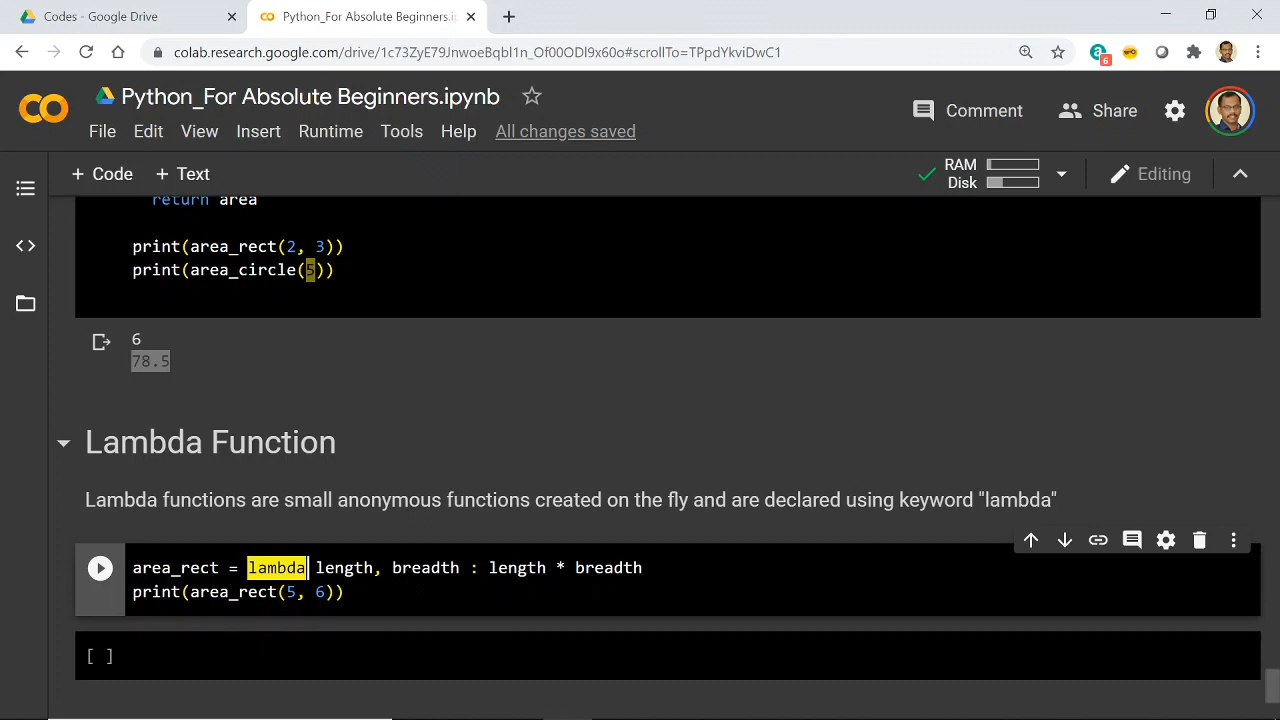 Codes - Google Drive
Python_For Absolute Beginners.i
colab.research.google.com/drive/1c73ZyE79JnwoeBqbI1n_Of00ODl9x60o#scrollTo=TPpdYkviDwC1
6
Python_For Absolute Beginners.ipynb
Comment
Share
File Edit View Insert Runtime Tools Help All changes saved
+ Code + Text
RAM
Disk
Editing
return area
print(area_rect(2, 3))
print(area_circle(5))
6
78.5
Lambda Function
Lambda functions are small anonymous functions created on the fly and are declared using keyword "lambda"
area_rect = lambda length, breadth : length * breadth
print(area_rect(5, 6))
[ ]